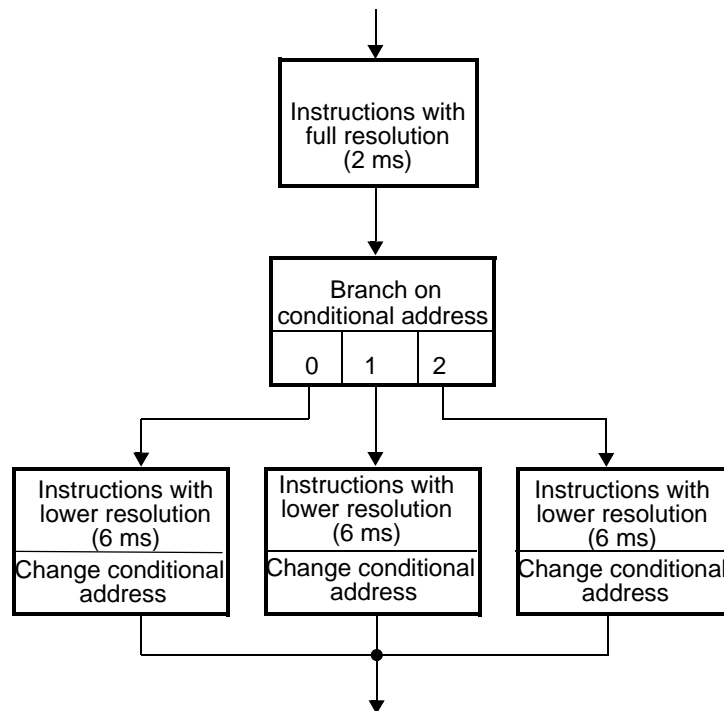 Instructions with
full resolution
(2 ms)
Branch on
conditional address
0 1 2
Instructions with
lower resolution
(6 ms)
Change conditional
address
Instructions with
lower resolution
(6 ms)
Change conditional
address
Instructions with
lower resolution
(6 ms)
Change conditional
address